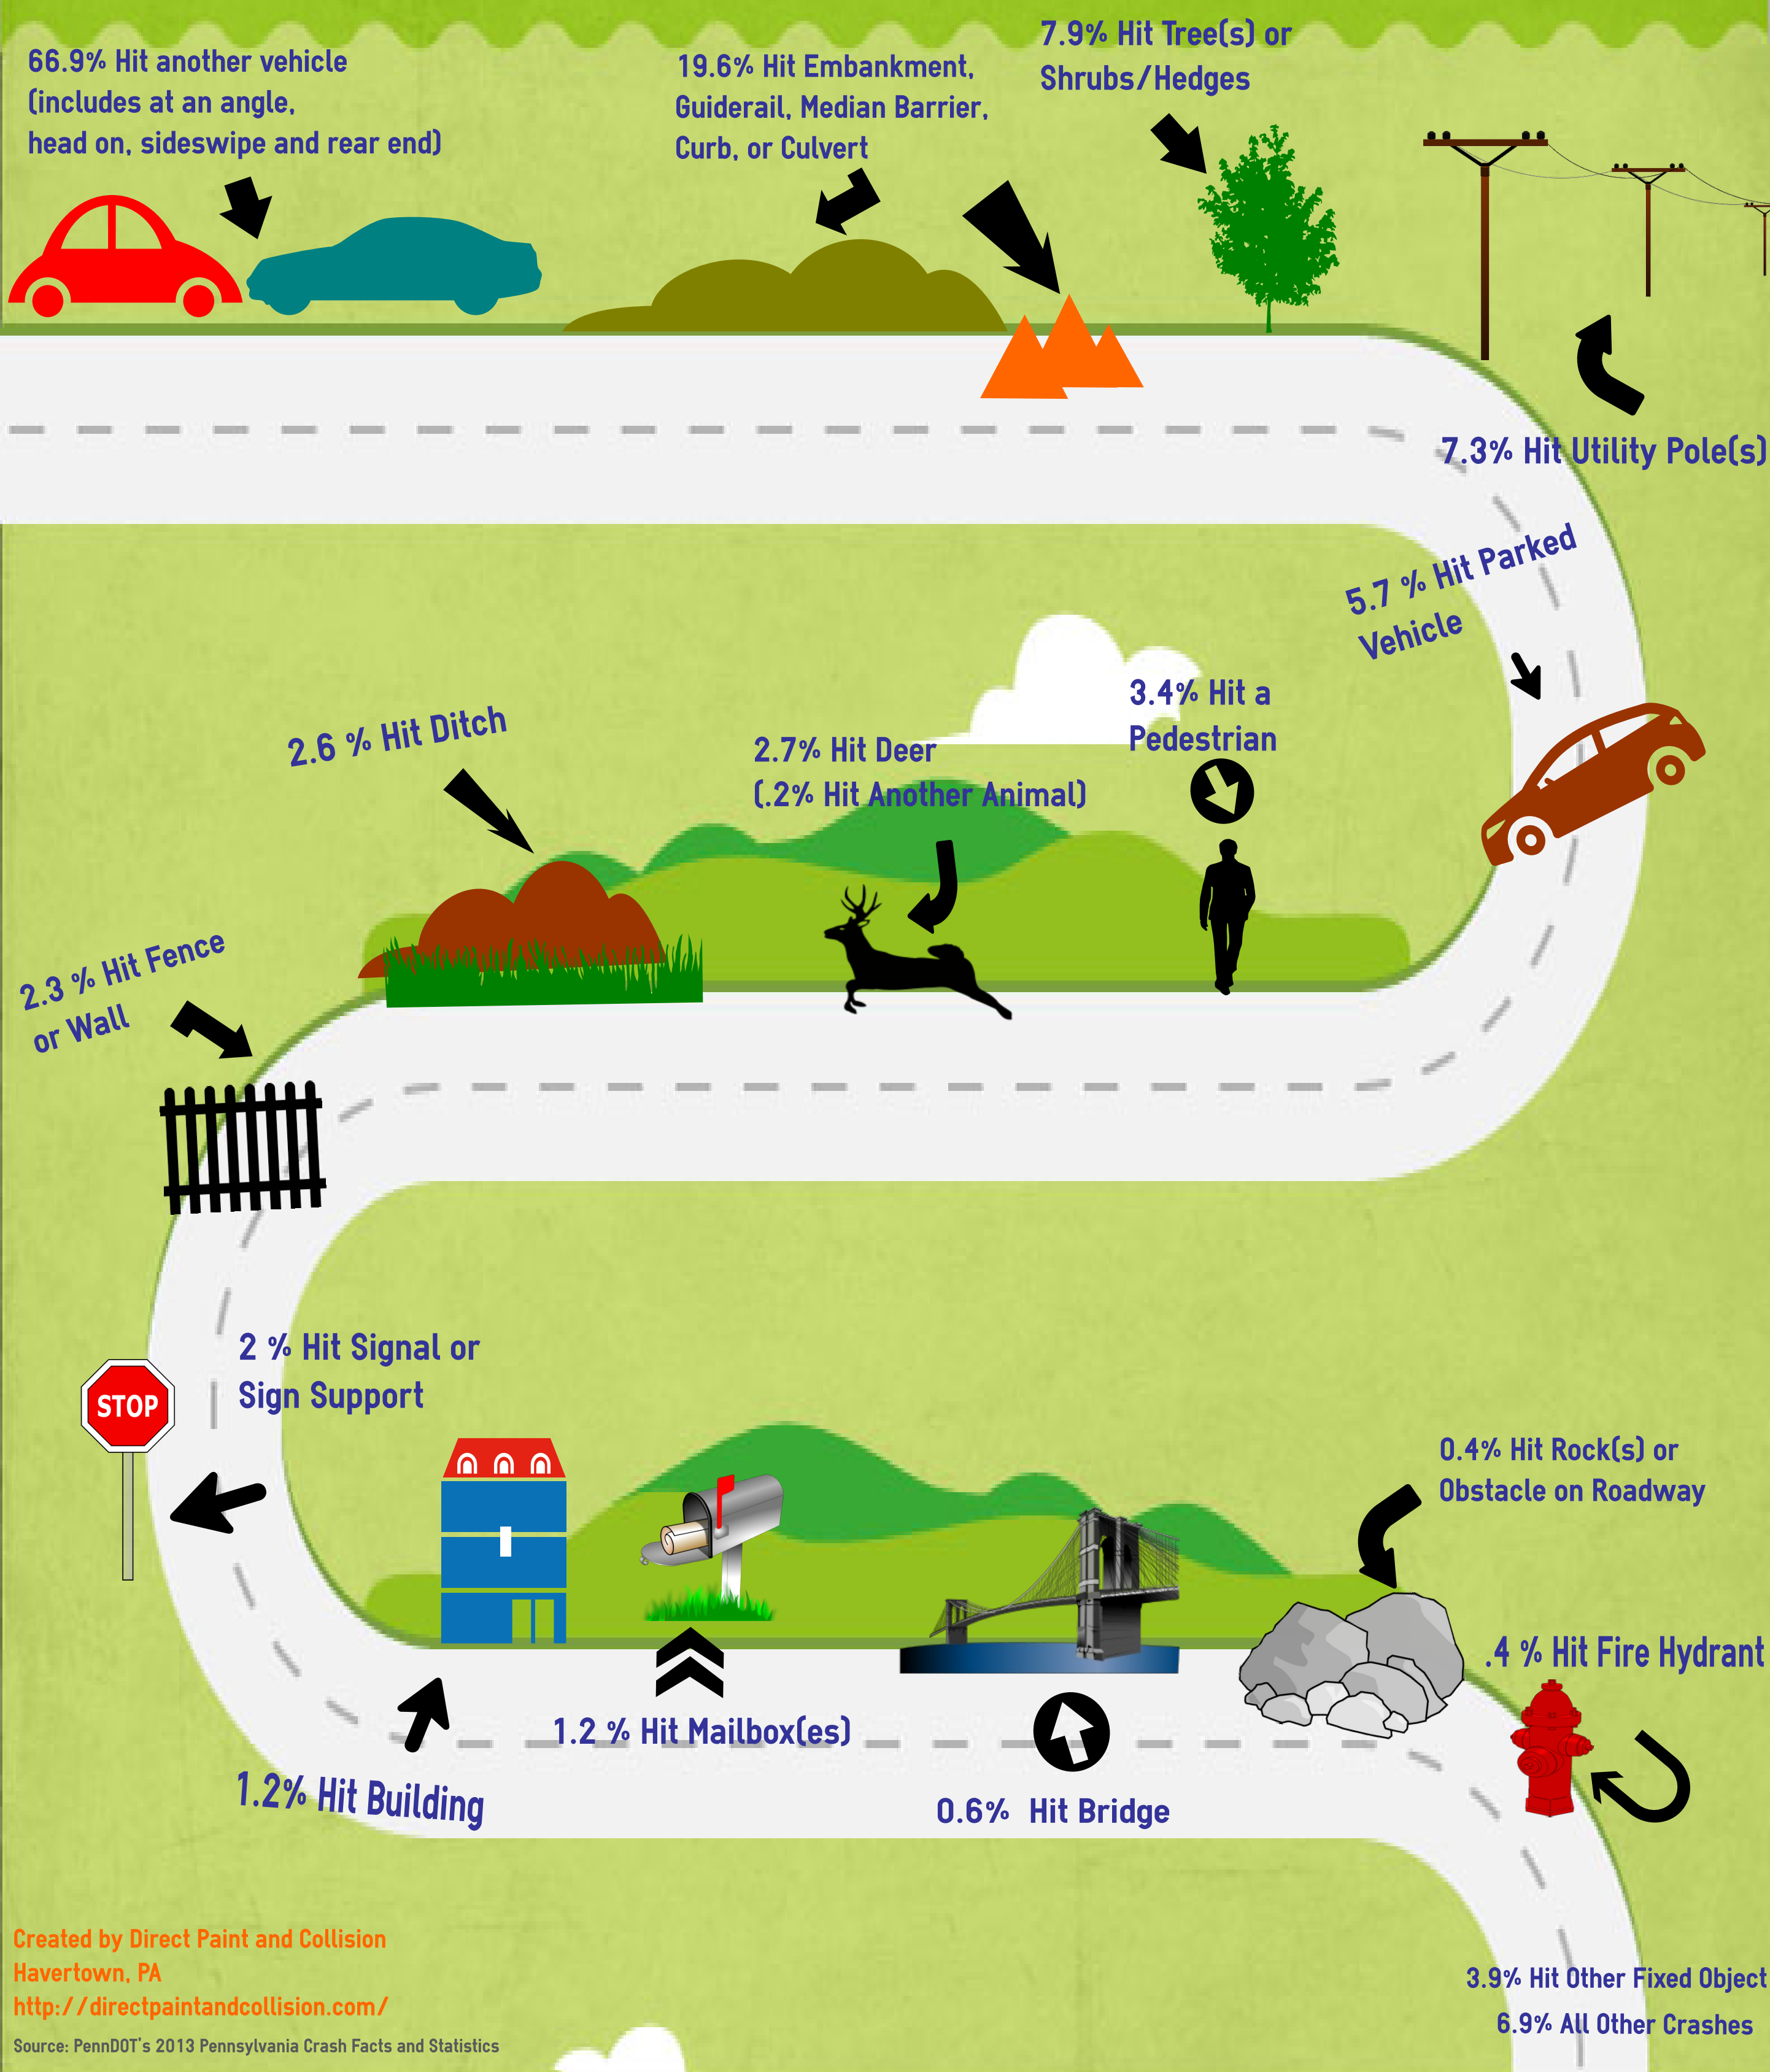 66.9% Hit another vehicle
(includes at an angle,
head on, sideswipe and rear end)
19.6% Hit Embankment,
Guiderail, Median Barrier,
Curb, or Culvert
7.9% Hit Tree(s) or
Shrubs/Hedges
7.3% Hit Utility Pole(s)
5.7 % Hit Parked
Vehicle
3.4% Hit a
Pedestrian
2.7% Hit Deer
(.2% Hit Another Animal)
2.6 % Hit Ditch
2.3 % Hit Fence
or Wall
2 % Hit Signal or
Sign Support
STOP
1.2% Hit Building
1.2 % Hit Mailbox(es)
0.6% Hit Bridge
0.4% Hit Rock(s) or
Obstacle on Roadway
.4 % Hit Fire Hydrant
3.9% Hit Other Fixed Object
6.9% All Other Crashes
Created by Direct Paint and Collision
Havertown, PA
http://directpaintandcollision.com/
Source: PennDOT's 2013 Pennsylvania Crash Facts and Statistics